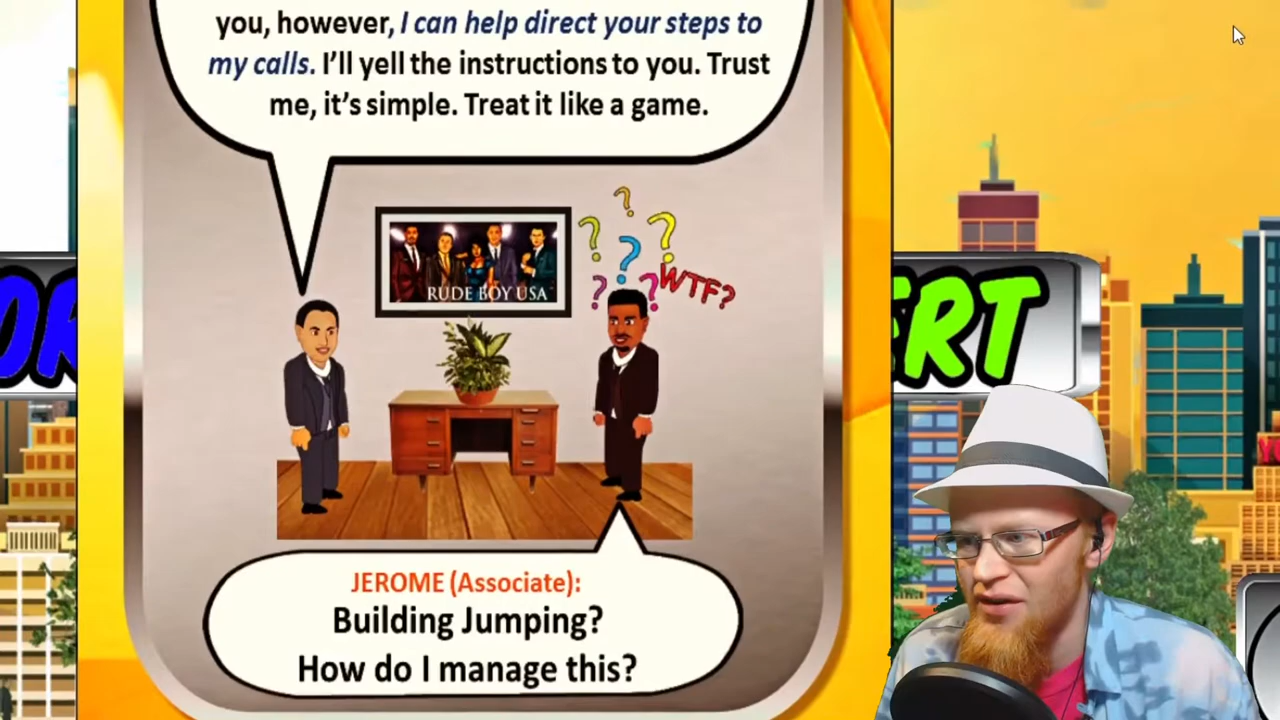 you, however, I can help direct your steps to
my calls. I'll yell the instructions to you. Trust
me, it's simple. Treat it like a game.
? ? ? ? ? ?
WTF?
RUDE BOY USA
ERT
JEROME (Associate):
Building Jumping?
How do I manage this?